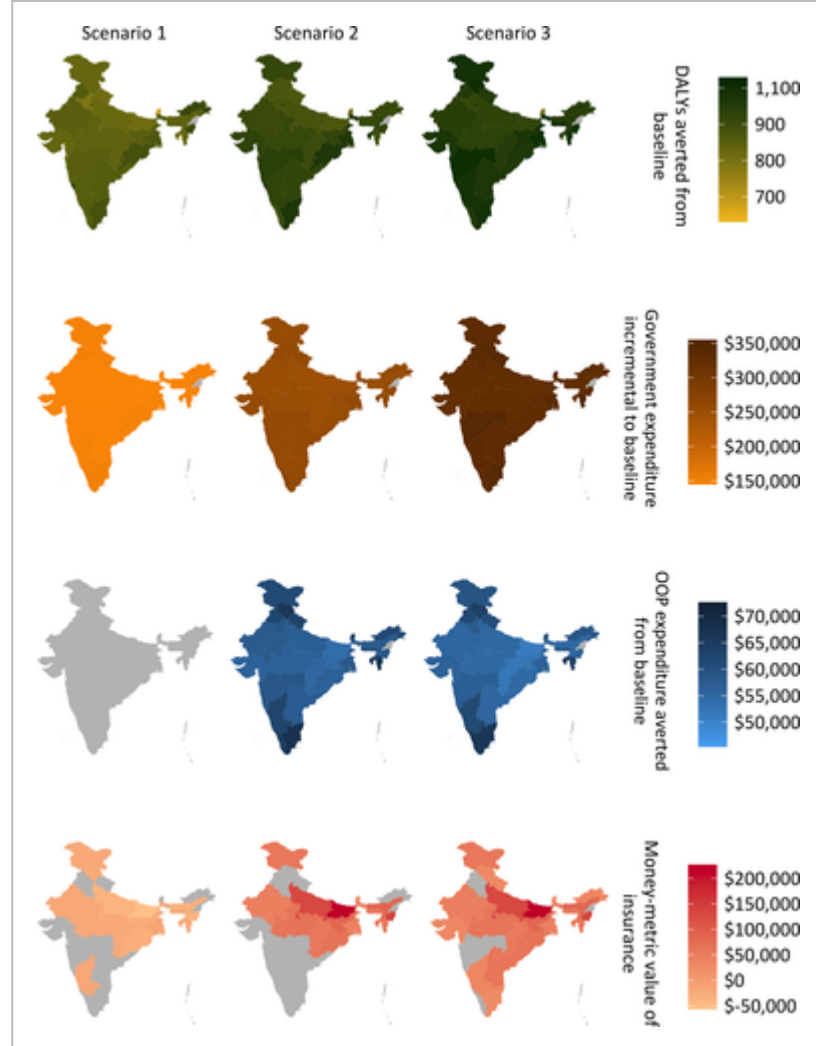 Scenario 1
Scenario 2
Scenario 3
DALYs averted from
baseline
1,100
900
800
700
Government expenditure
incremental to baseline
$350,000
$300,000
$250,000
$200,000
$150,000
OOP expenditure averted
from baseline
$70,000
$65,000
$60,000
$55,000
$50,000
Money-metric value of
insurance
$200,000
$150,000
$100,000
$50,000
$0
$-50,000